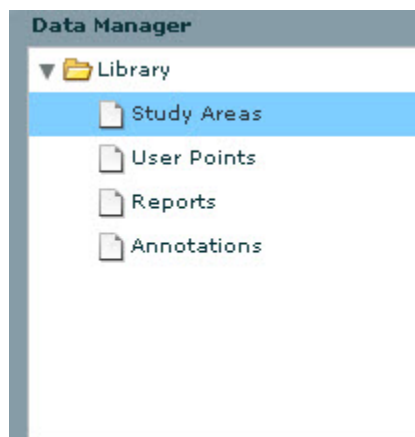 Data Manager
Library
Study Areas
User Points
Reports
Annotations